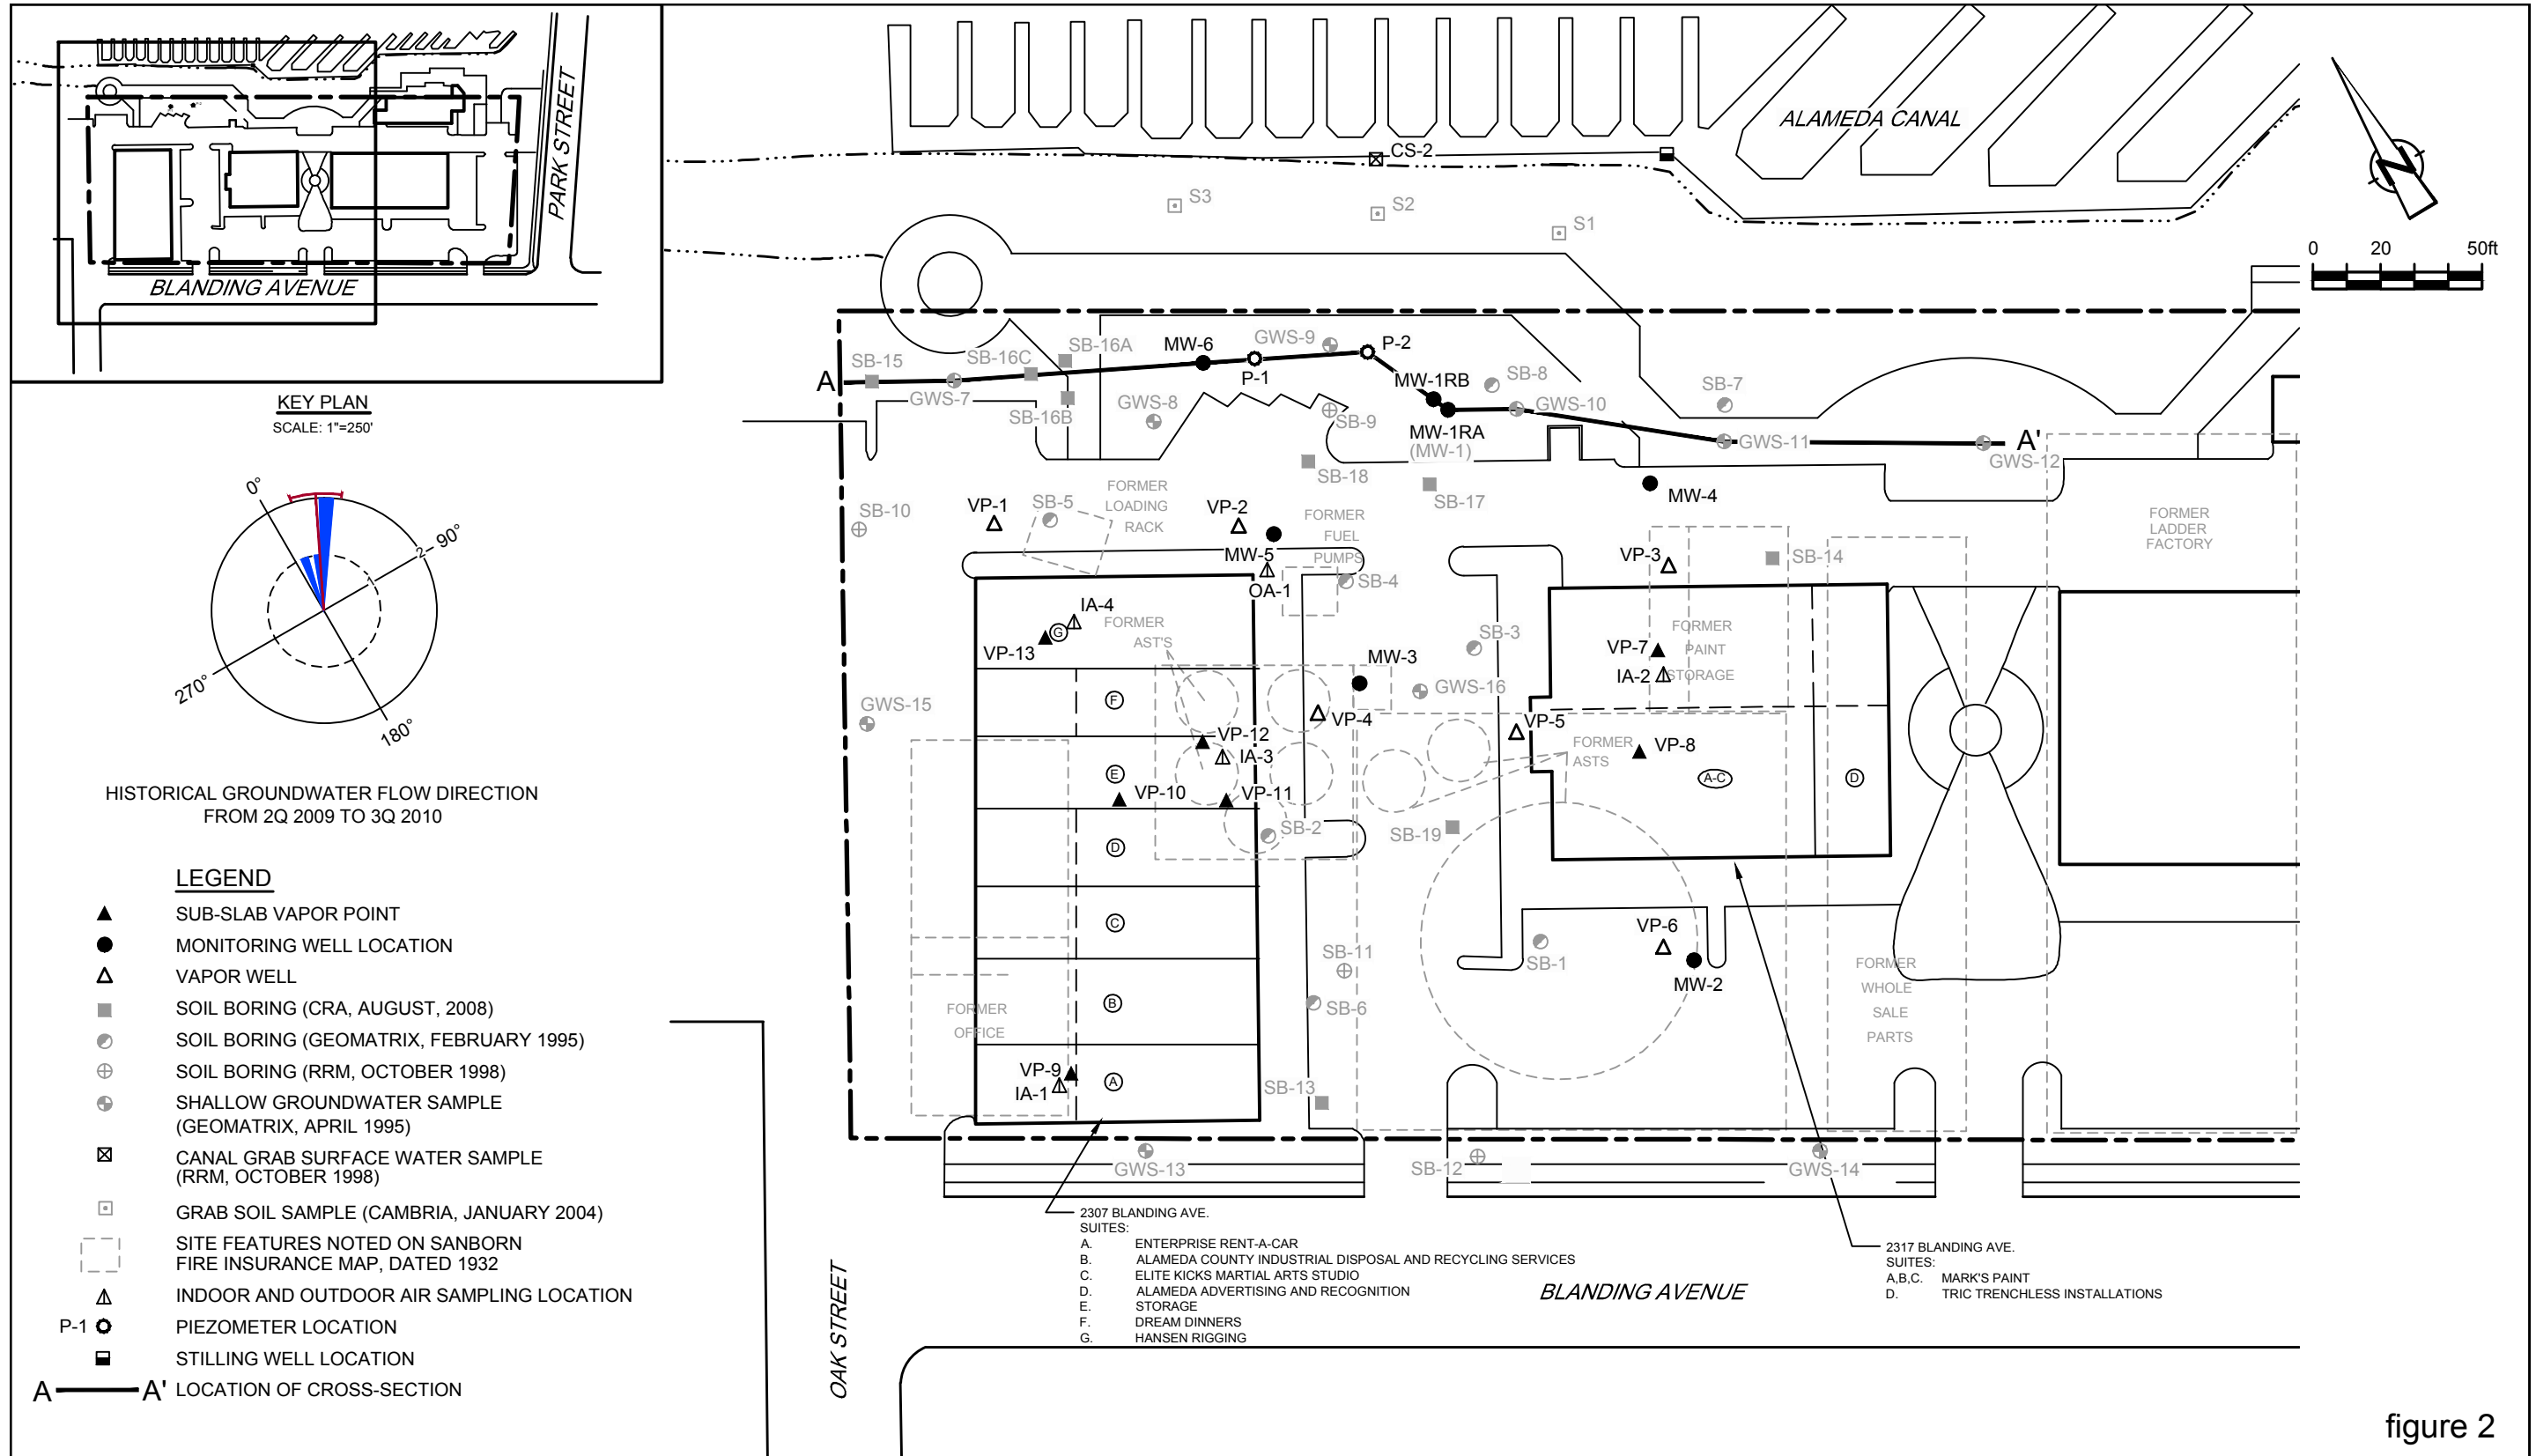 PARK STREET
BLANDING AVENUE
KEY PLAN
SCALE: 1"=250'
0°
90°
2
180°
270°
HISTORICAL GROUNDWATER FLOW DIRECTION
FROM 2Q 2009 TO 3Q 2010
LEGEND
SUB-SLAB VAPOR POINT
MONITORING WELL LOCATION
VAPOR WELL
SOIL BORING (CRA, AUGUST, 2008)
SOIL BORING (GEOMATRIX, FEBRUARY 1995)
SOIL BORING (RRM, OCTOBER 1998)
SHALLOW GROUNDWATER SAMPLE
(GEOMATRIX, APRIL 1995)
CANAL GRAB SURFACE WATER SAMPLE
(RRM, OCTOBER 1998)
GRAB SOIL SAMPLE (CAMBRIA, JANUARY 2004)
SITE FEATURES NOTED ON SANBORN
FIRE INSURANCE MAP, DATED 1932
INDOOR AND OUTDOOR AIR SAMPLING LOCATION
P-1 PIEZOMETER LOCATION
STILLING WELL LOCATION
A A' LOCATION OF CROSS-SECTION
ALAMEDA CANAL
N
0 20 50ft
CS-2
S3
S2
S1
A
SB-15
GWS-7
SB-16C
SB-16A
SB-16B
MW-6
P-1
GWS-9
P-2
GWS-8
SB-9
MW-1RB
MW-1RA
(MW-1)
SB-8
GWS-10
SB-7
GWS-11
GWS-12
A'
SB-18
SB-17
MW-4
SB-10
VP-1
SB-5
FORMER
LOADING
RACK
VP-2
MW-5
OA-1
FORMER
FUEL
PUMPS
SB-4
VP-3
SB-14
FORMER
LADDER
FACTORY
IA-4
G
VP-13
FORMER
AST'S
SB-3
MW-3
GWS-16
VP-7
IA-2
FORMER
PAINT
STORAGE
GWS-15
F
VP-4
VP-5
VP-12
IA-3
E
VP-10
VP-11
FORMER
ASTS
VP-8
A-C
D
SB-2
SB-19
D
C
SB-11
SB-1
VP-6
MW-2
FORMER
WHOLE
SALE
PARTS
B
SB-6
FORMER
OFFICE
VP-9
IA-1
A
SB-13
GWS-13
SB-12
GWS-14
2307 BLANDING AVE.
SUITES:
A. ENTERPRISE RENT-A-CAR
B. ALAMEDA COUNTY INDUSTRIAL DISPOSAL AND RECYCLING SERVICES
C. ELITE KICKS MARTIAL ARTS STUDIO
D. ALAMEDA ADVERTISING AND RECOGNITION
E. STORAGE
F. DREAM DINNERS
G. HANSEN RIGGING
2317 BLANDING AVE.
SUITES:
A,B,C. MARK'S PAINT
D. TRIC TRENCHLESS INSTALLATIONS
BLANDING AVENUE
OAK STREET
figure 2